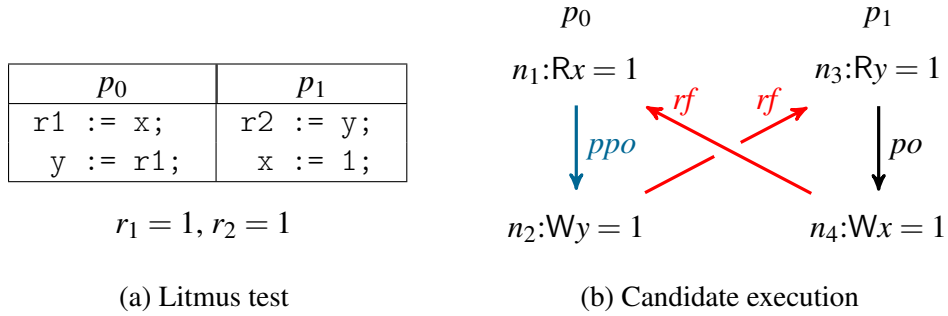 p₀ p₁
r1 := x; r2 := y;
y := r1; x := 1;
r₁ = 1, r₂ = 1
(a) Litmus test
p₀ p₁
n₁:Rx = 1 n₃:Ry = 1
rf rf
ppo po
n₂:Wy = 1 n₄:Wx = 1
(b) Candidate execution